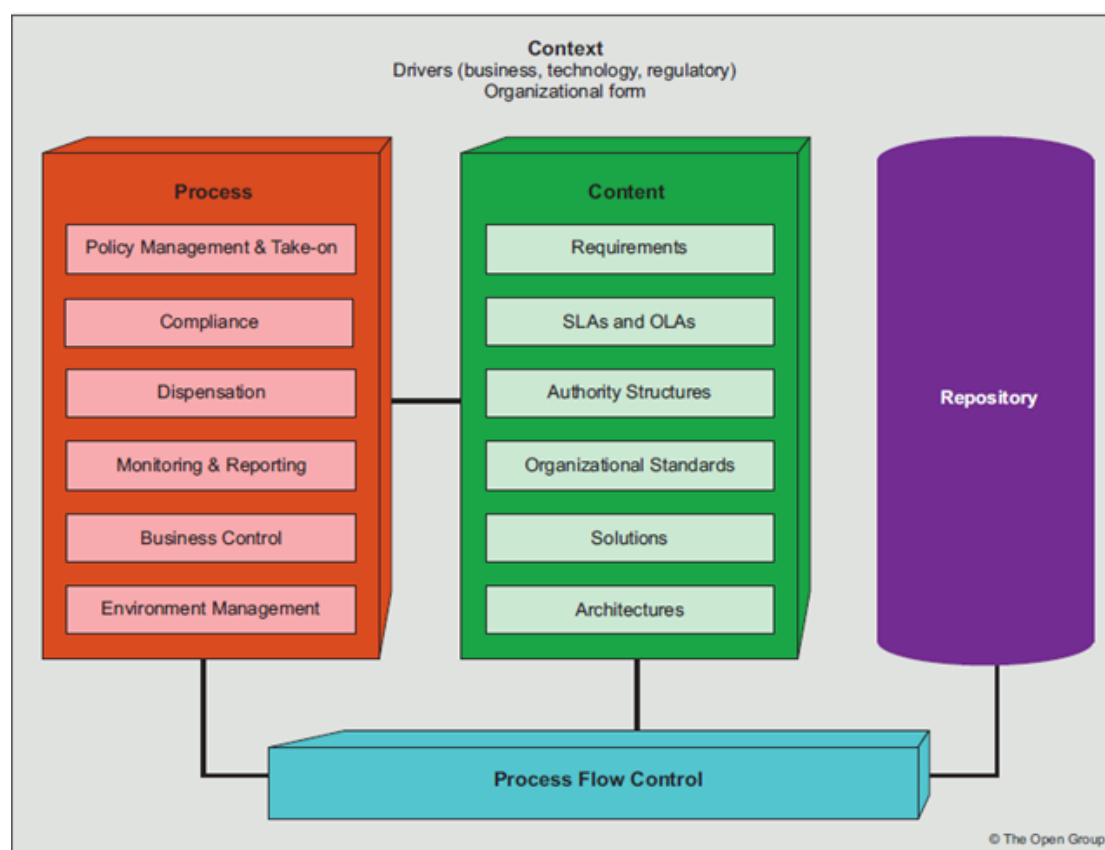 Context
Drivers (business, technology, regulatory)
Organizational form
Process
Policy Management & Take-on
Compliance
Dispensation
Monitoring & Reporting
Business Control
Environment Management
Content
Requirements
SLAs and OLAs
Authority Structures
Organizational Standards
Solutions
Architectures
Repository
Process Flow Control
© The Open Group